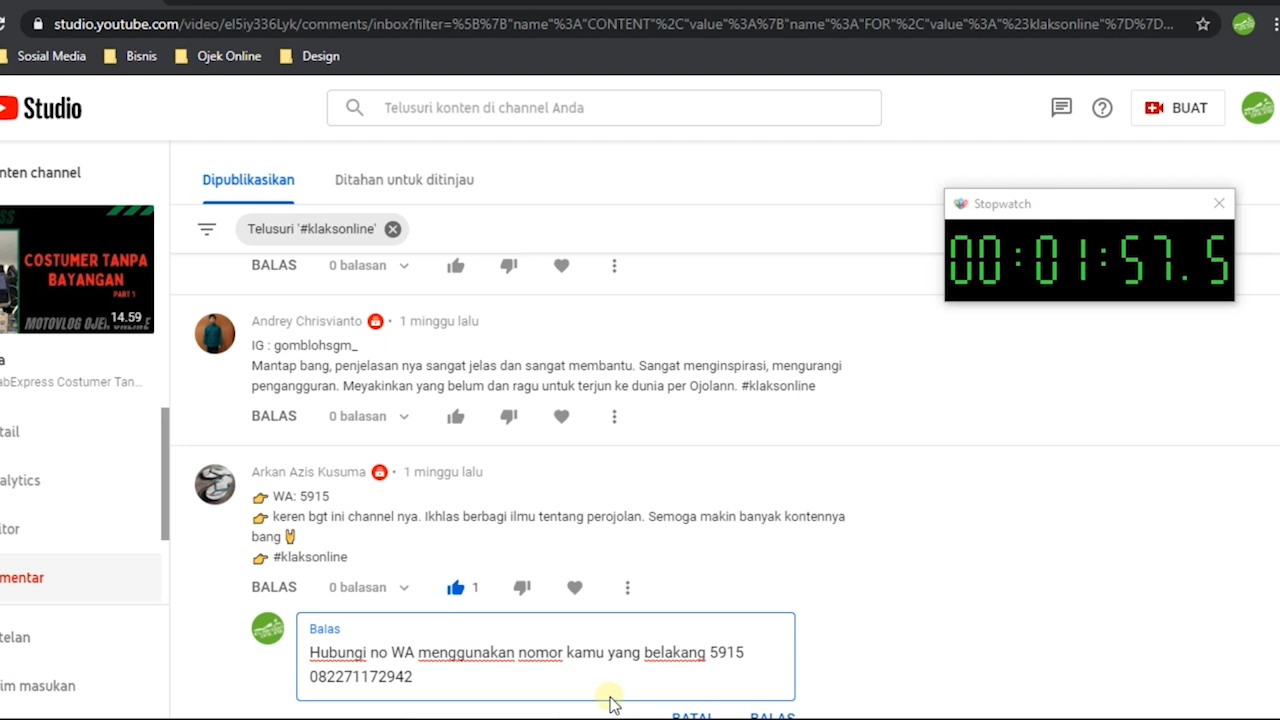 studio.youtube.com/video/el5iy336Lyk/comments/inbox?filter=%5B%7B"name"%3A"CONTENT"%2C"value"%3A%7B"name"%3A"FOR"%2C"value"%3A"%23klaksonline"%7D%7D...
Sosial Media Bisnis Ojek Online Design
Studio
Telusuri konten di channel Anda
BUAT
nten channel
Dipublikasikan Ditahan untuk ditinjau
Telusuri '#klaksonline'
Stopwatch
00:01:57.5
COSTUMER TANPA
BAYANGAN
PART 1
14.59
MOTOVLOG OJEK ONLINE
a
abExpress Costumer Tan...
tail
alytics
itor
mentar
telan
im masukan
BALAS 0 balasan
Andrey Chrisvianto • 1 minggu lalu
IG : gomblohsgm_
Mantap bang, penjelasan nya sangat jelas dan sangat membantu. Sangat menginspirasi, mengurangi
pengangguran. Meyakinkan yang belum dan ragu untuk terjun ke dunia per Ojolann. #klaksonline
BALAS 0 balasan
Arkan Azis Kusuma • 1 minggu lalu
👉 WA: 5915
👉 keren bgt ini channel nya. Ikhlas berbagi ilmu tentang perojolan. Semoga makin banyak kontennya
bang 🤘
👉 #klaksonline
BALAS 0 balasan 1
Balas
Hubungi no WA menggunakan nomor kamu yang belakang 5915
082271172942
BATAL BALAS